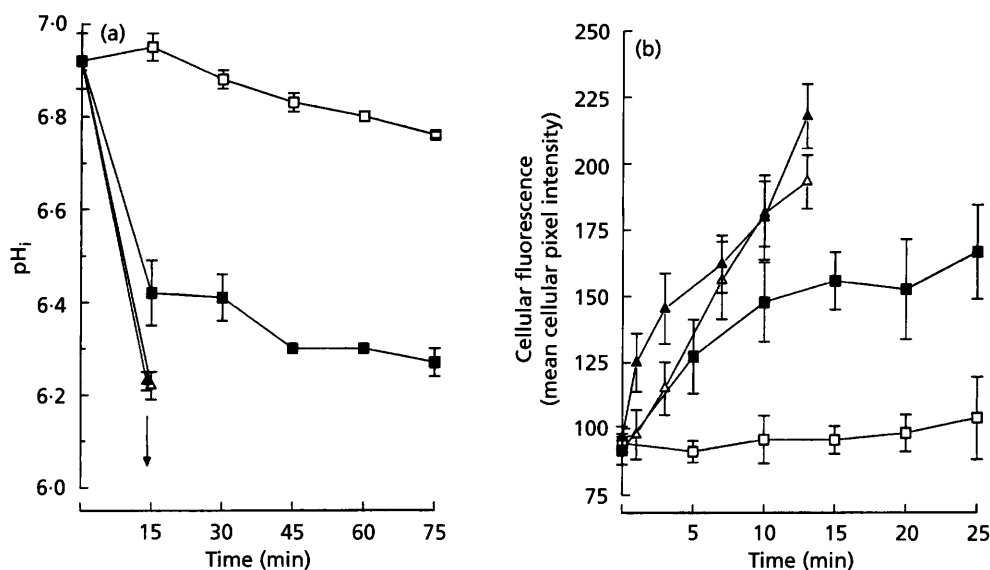 (a)
7·0
6·8
6·6
6·4
6·2
6·0
pHi
15 30 45 60 75
Time (min)
(b)
250
225
200
175
150
125
100
75
Cellular fluorescence
(mean cellular pixel intensity)
5 10 15 20 25
Time (min)